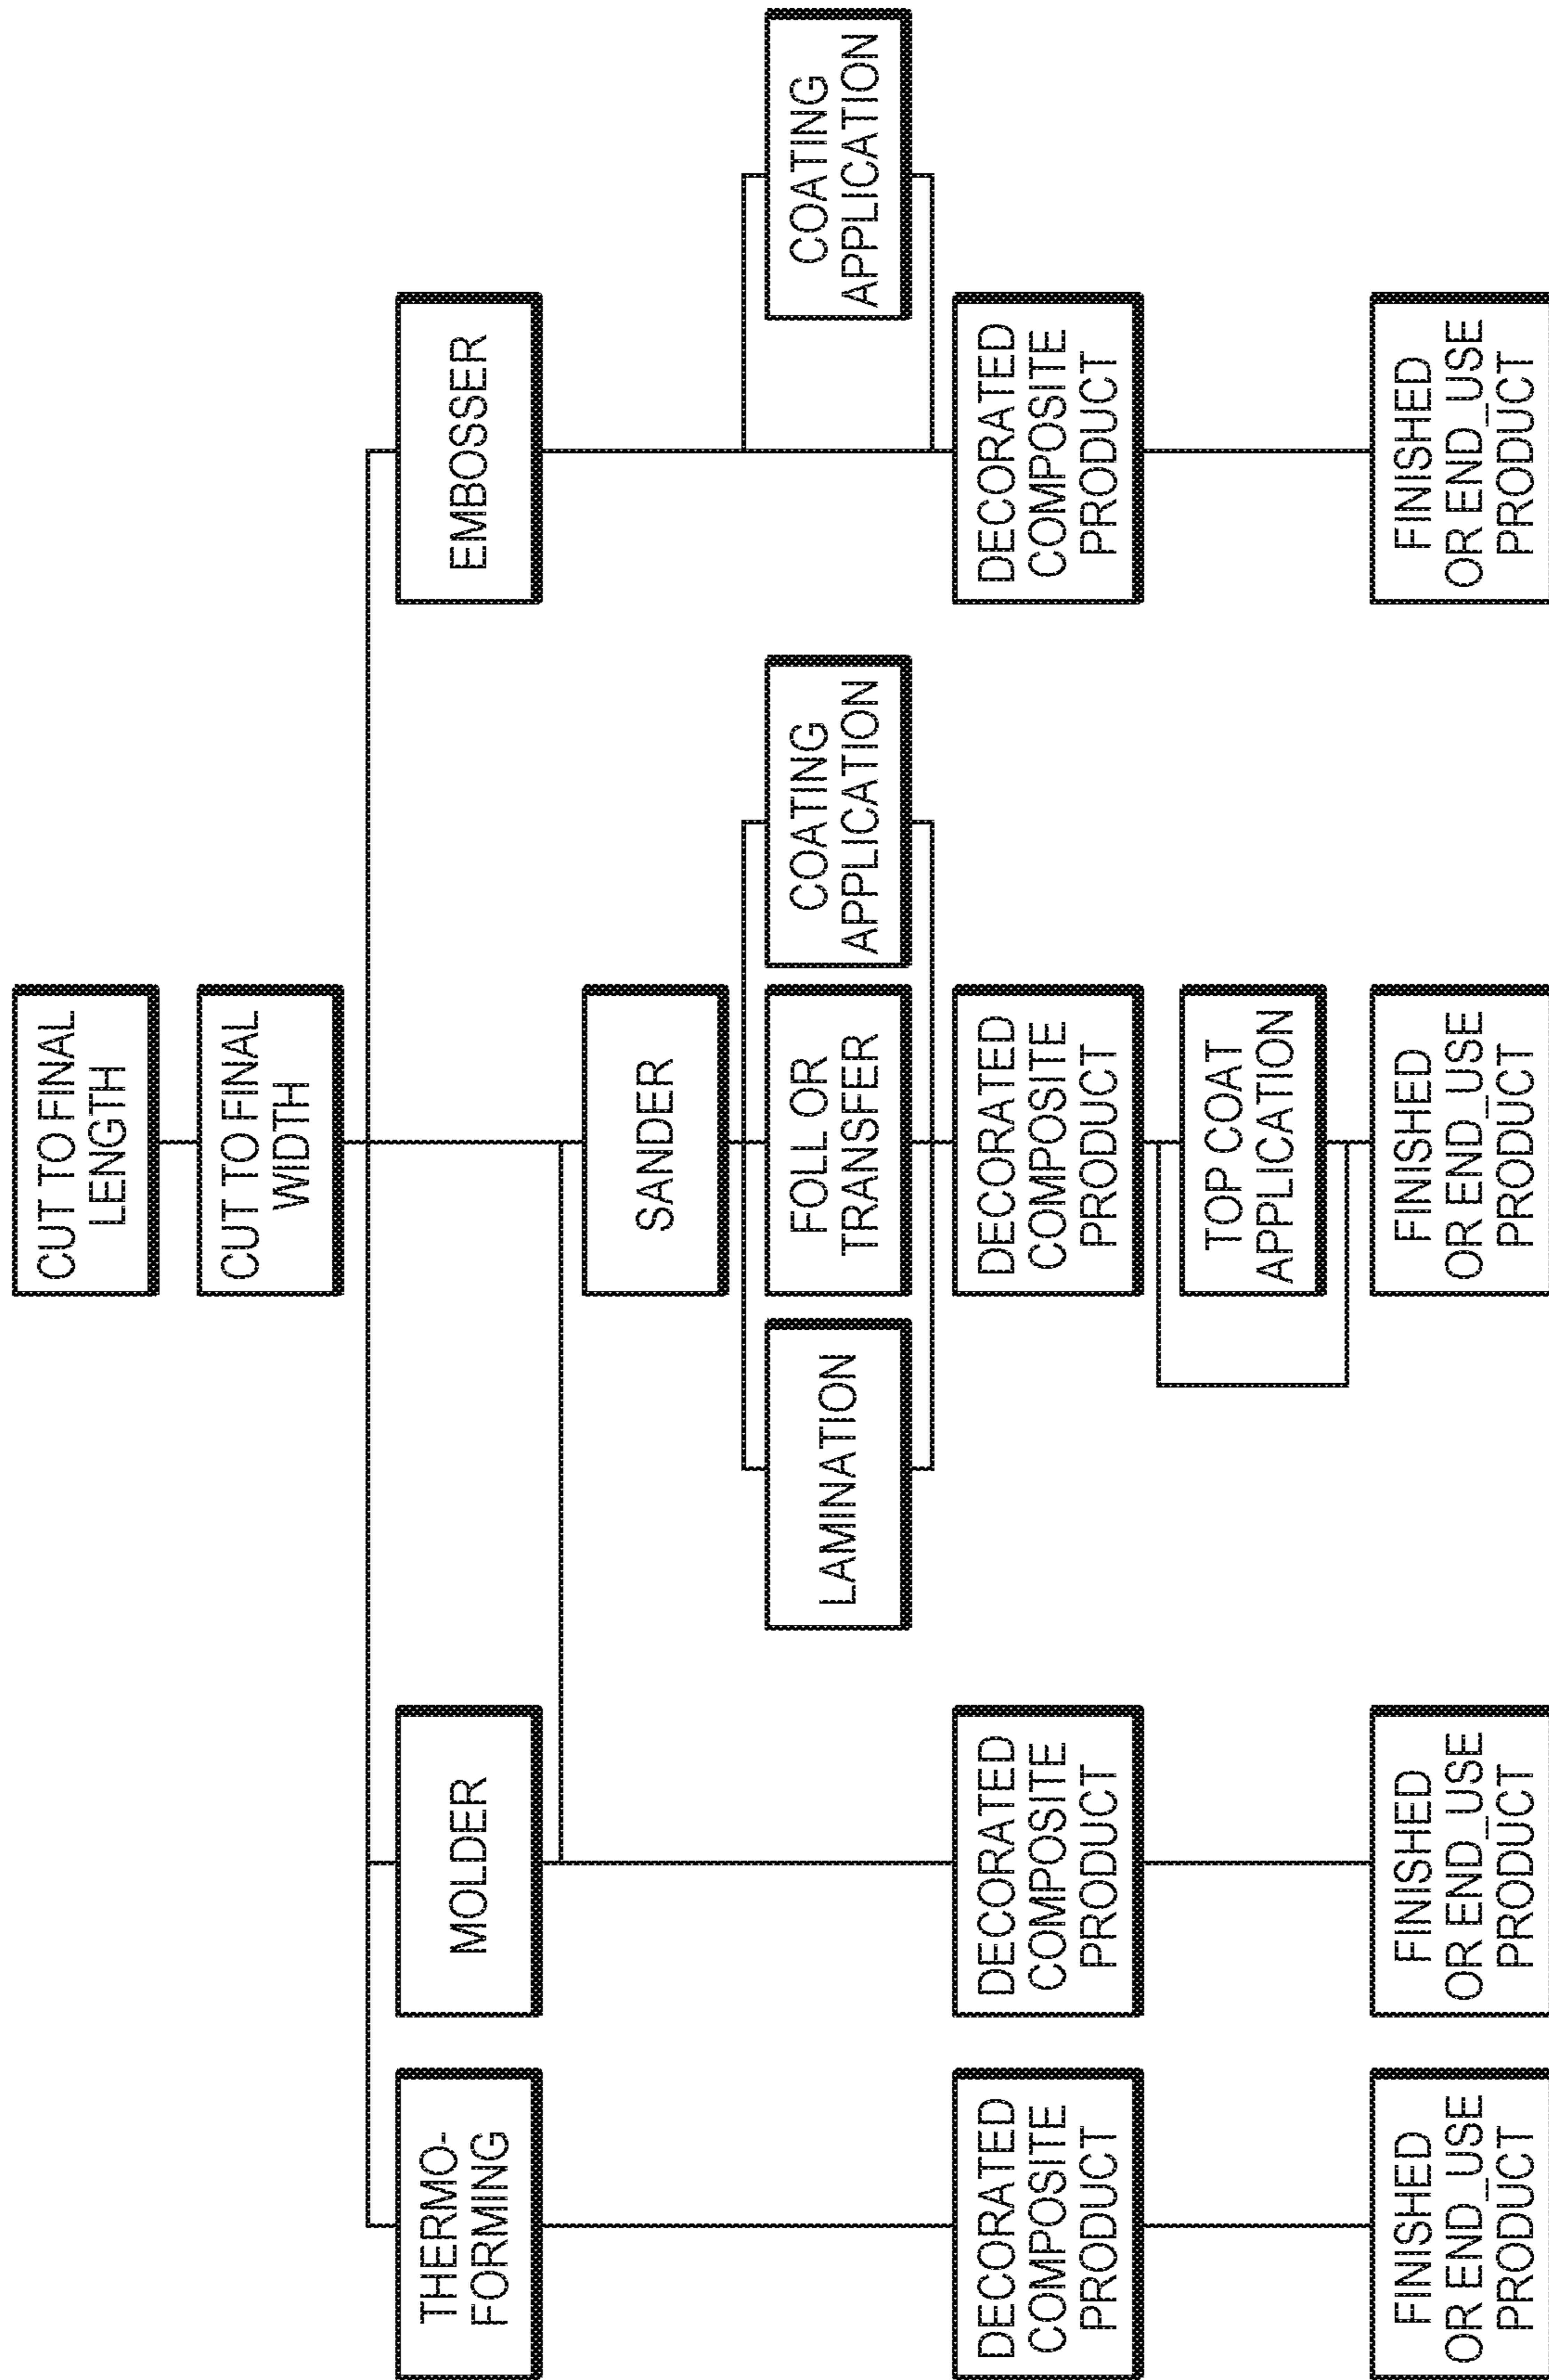 CUT TO FINAL
LENGTH
CUT TO FINAL
WIDTH
THERMO-
FORMING
MOLDER
EMBOSSER
SANDER
LAMINATION
FOLL OR
TRANSFER
COATING
APPLICATION
COATING
APPLICATION
DECORATED
COMPOSITE
PRODUCT
DECORATED
COMPOSITE
PRODUCT
DECORATED
COMPOSITE
PRODUCT
DECORATED
COMPOSITE
PRODUCT
TOP COAT
APPLICATION
FINISHED
OR END_USE
PRODUCT
FINISHED
OR END_USE
PRODUCT
FINISHED
OR END_USE
PRODUCT
FINISHED
OR END_USE
PRODUCT